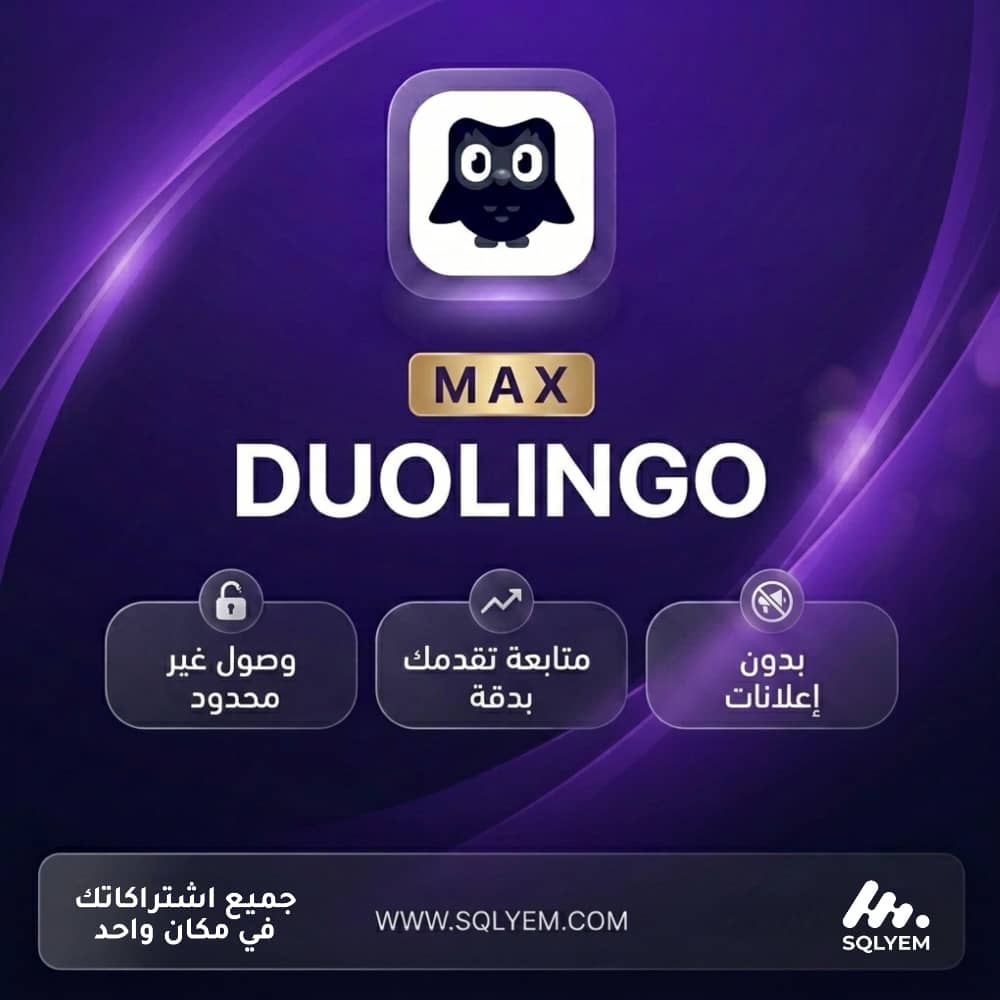 MAX
DUOLINGO
بدون
إعلانات
متابعة تقدمك
بدقة
وصول غير
محدود
جميع اشتراكاتك
في مكان واحد
WWW.SQLYEM.COM
SQLYEM